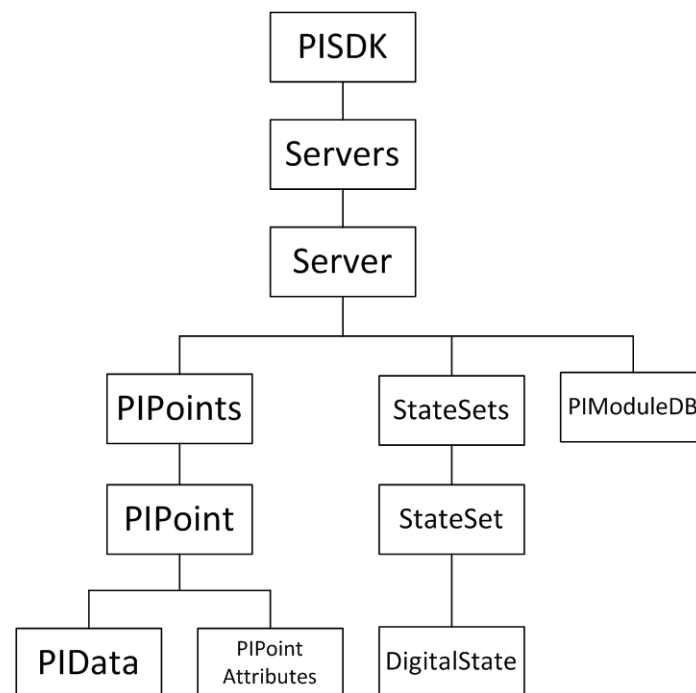 PISDK
Servers
Server
PIPoints
StateSets
PIModuleDB
PIPoint
StateSet
PIData
PIPoint
Attributes
DigitalState